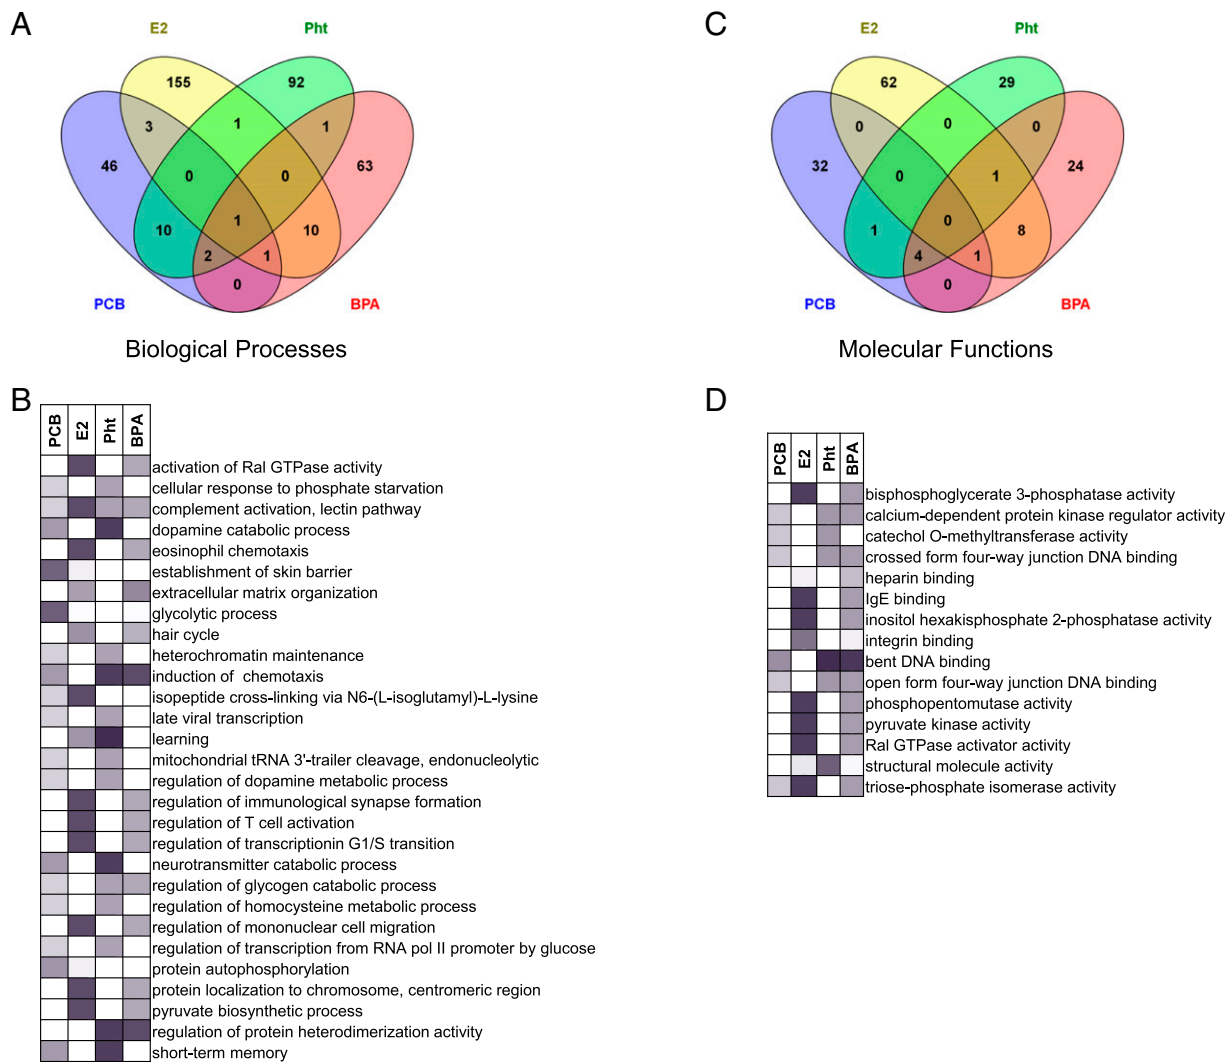 A
E2
Pht
155
92
3
1
1
46
0
0
63
10
1
10
2
1
0
PCB
BPA
Biological Processes
C
E2
Pht
62
29
0
0
0
32
0
1
24
1
0
8
4
1
0
PCB
BPA
Molecular Functions
B
PCB
E2
Pht
BPA
activation of Ral GTPase activity
cellular response to phosphate starvation
complement activation, lectin pathway
dopamine catabolic process
eosinophil chemotaxis
establishment of skin barrier
extracellular matrix organization
glycolytic process
hair cycle
heterochromatin maintenance
induction of chemotaxis
isopeptide cross-linking via N6-(L-isoglutamyl)-L-lysine
late viral transcription
learning
mitochondrial tRNA 3'-trailer cleavage, endonucleolytic
regulation of dopamine metabolic process
regulation of immunological synapse formation
regulation of T cell activation
regulation of transcriptionin G1/S transition
neurotransmitter catabolic process
regulation of glycogen catabolic process
regulation of homocysteine metabolic process
regulation of mononuclear cell migration
regulation of transcription from RNA pol II promoter by glucose
protein autophosphorylation
protein localization to chromosome, centromeric region
pyruvate biosynthetic process
regulation of protein heterodimerization activity
short-term memory
D
PCB
E2
Pht
BPA
bisphosphoglycerate 3-phosphatase activity
calcium-dependent protein kinase regulator activity
catechol O-methyltransferase activity
crossed form four-way junction DNA binding
heparin binding
IgE binding
inositol hexakisphosphate 2-phosphatase activity
integrin binding
bent DNA binding
open form four-way junction DNA binding
phosphopentomutase activity
pyruvate kinase activity
Ral GTPase activator activity
structural molecule activity
triose-phosphate isomerase activity